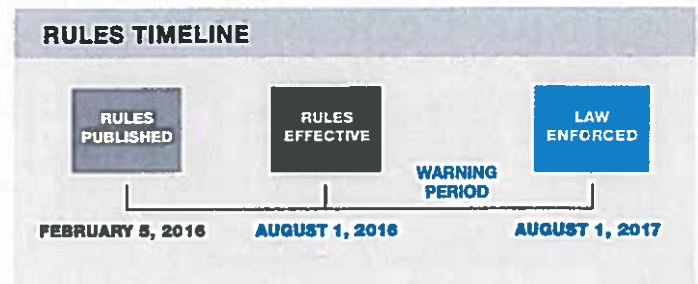 RULES TIMELINE
RULES
PUBLISHED
RULES
EFFECTIVE
LAW
ENFORCED
WARNING
PERIOD
FEBRUARY 5, 2016
AUGUST 1, 2016
AUGUST 1, 2017